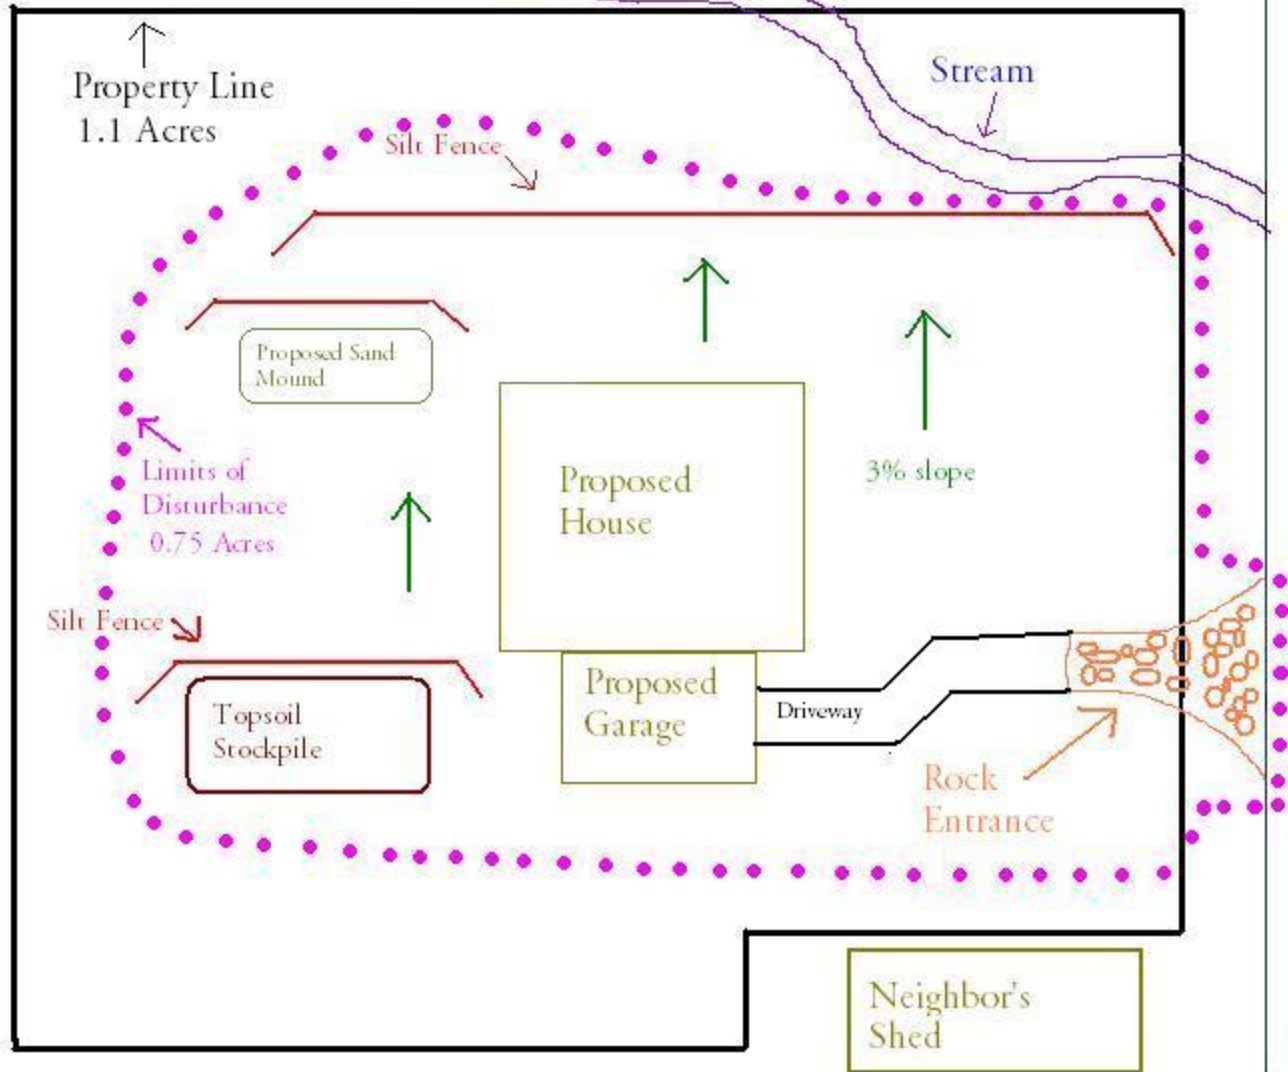 Stream
Property Line
1.1 Acres
Silt Fence
Proposed Sand
Mound
Limits of
Disturbance
0.75 Acres
Proposed
House
3% slope
Silt Fence
Topsoil
Stockpile
Proposed
Garage
Driveway
Rock
Entrance
Neighbor's
Shed